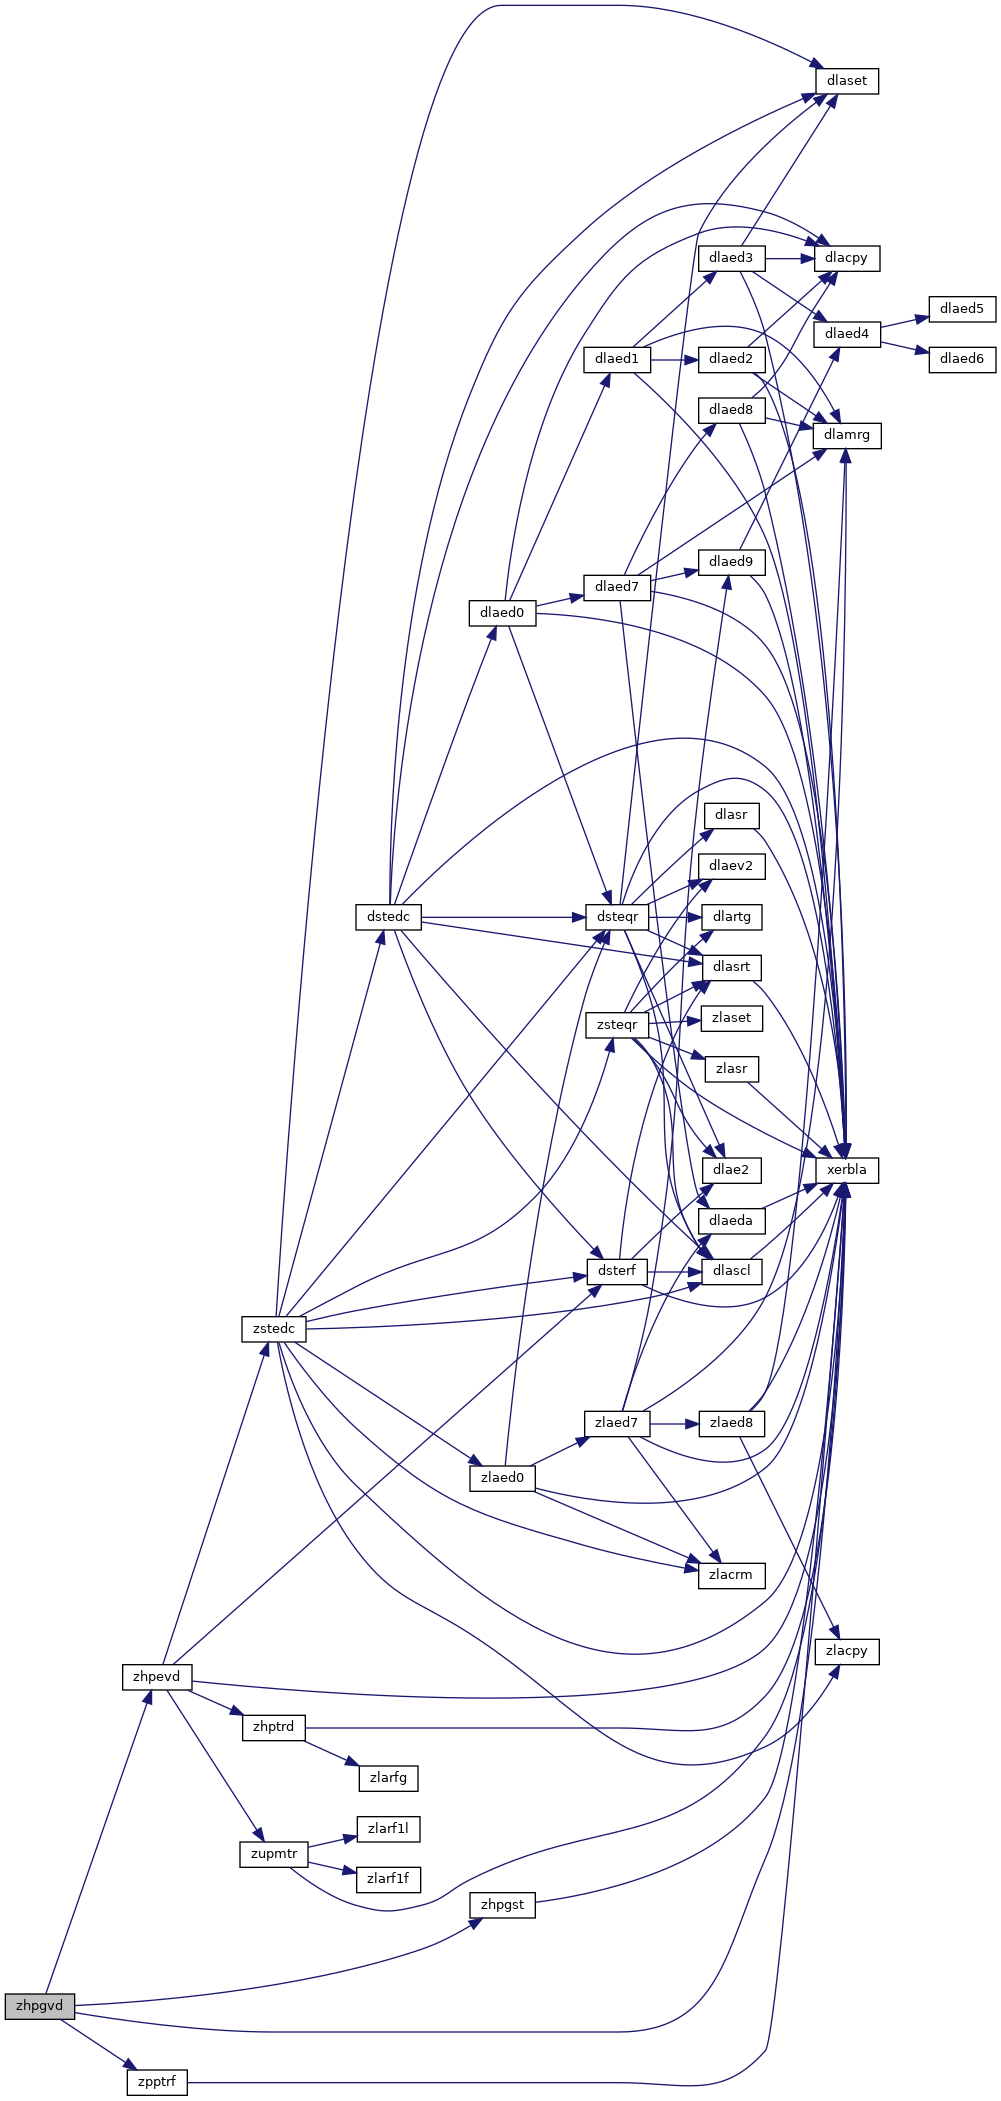 dlaset
dlaed3
dlacpy
dlaed5
dlaed4
dlaed1
dlaed2
dlaed6
dlaed8
dlamrg
dlaed9
dlaed7
dlaed0
dlasr
dlaev2
dstedc
dsteqr
dlartg
dlasrt
zlaset
zsteqr
zlasr
dlae2
xerbla
dlaeda
dsterf
dlascl
zstedc
zlaed7
zlaed8
zlaed0
zlacrm
zlacpy
zhpevd
zhptrd
zlarfg
zlarf1l
zupmtr
zlarf1f
zhpgst
zhpgvd
zpptrf